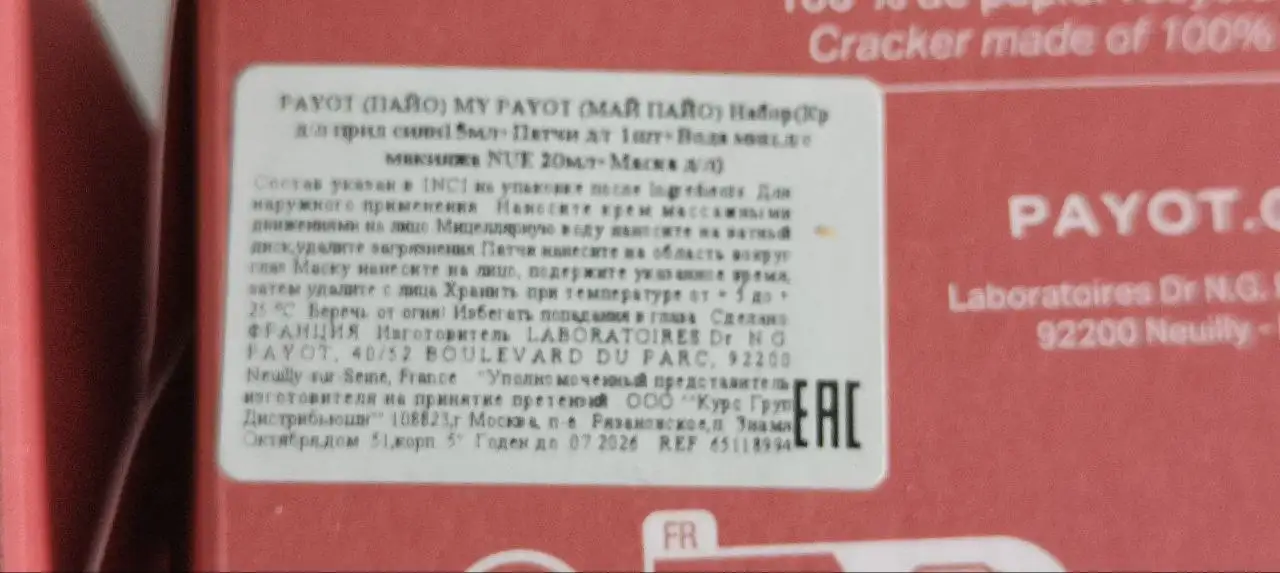 Cracker made of 100%
PAYOT (ПАЙО) MY PAYOT (МАЙ ПАЙО) Набор(Кр
д/л прид сиян15мл+Патчи д/г 1шт+Вода миц.д/с
макияжа NUE 20мл+Маска д/л)
Состав указан в INCI на упаковке после Ingredients. Для
наружного применения. Нанесите крем массажными
движениями на лицо.Мицеллярную воду нанесите на ватный
диск,удалите загрязнения.Патчи нанесите на область вокруг
глаз.Маску нанесите на лицо, подержите указанное время,
затем удалите с лица.Хранить при температуре от + 5 до +
25 °C. Беречь от огня! Избегать попадания в глаза. Сделано
ФРАНЦИЯ Изготовитель LABORATOIRES Dr N.G.
PAYOT, 40/52 BOULEVARD DU PARC, 92200
Neuilly-sur-Seine, France. "Уполномоченный представитель
изготовителя на принятие претензий ООО ""Курс Груп
Дистрибьюшн"" 108823,г Москва, п-е Рязановское,п Знамя
Октября,дом 51,корп. 5" Годен до 07.2026 REF 65118994
EAC
PAYOT.C
Laboratoires Dr N.G.
92200 Neuilly -
FR